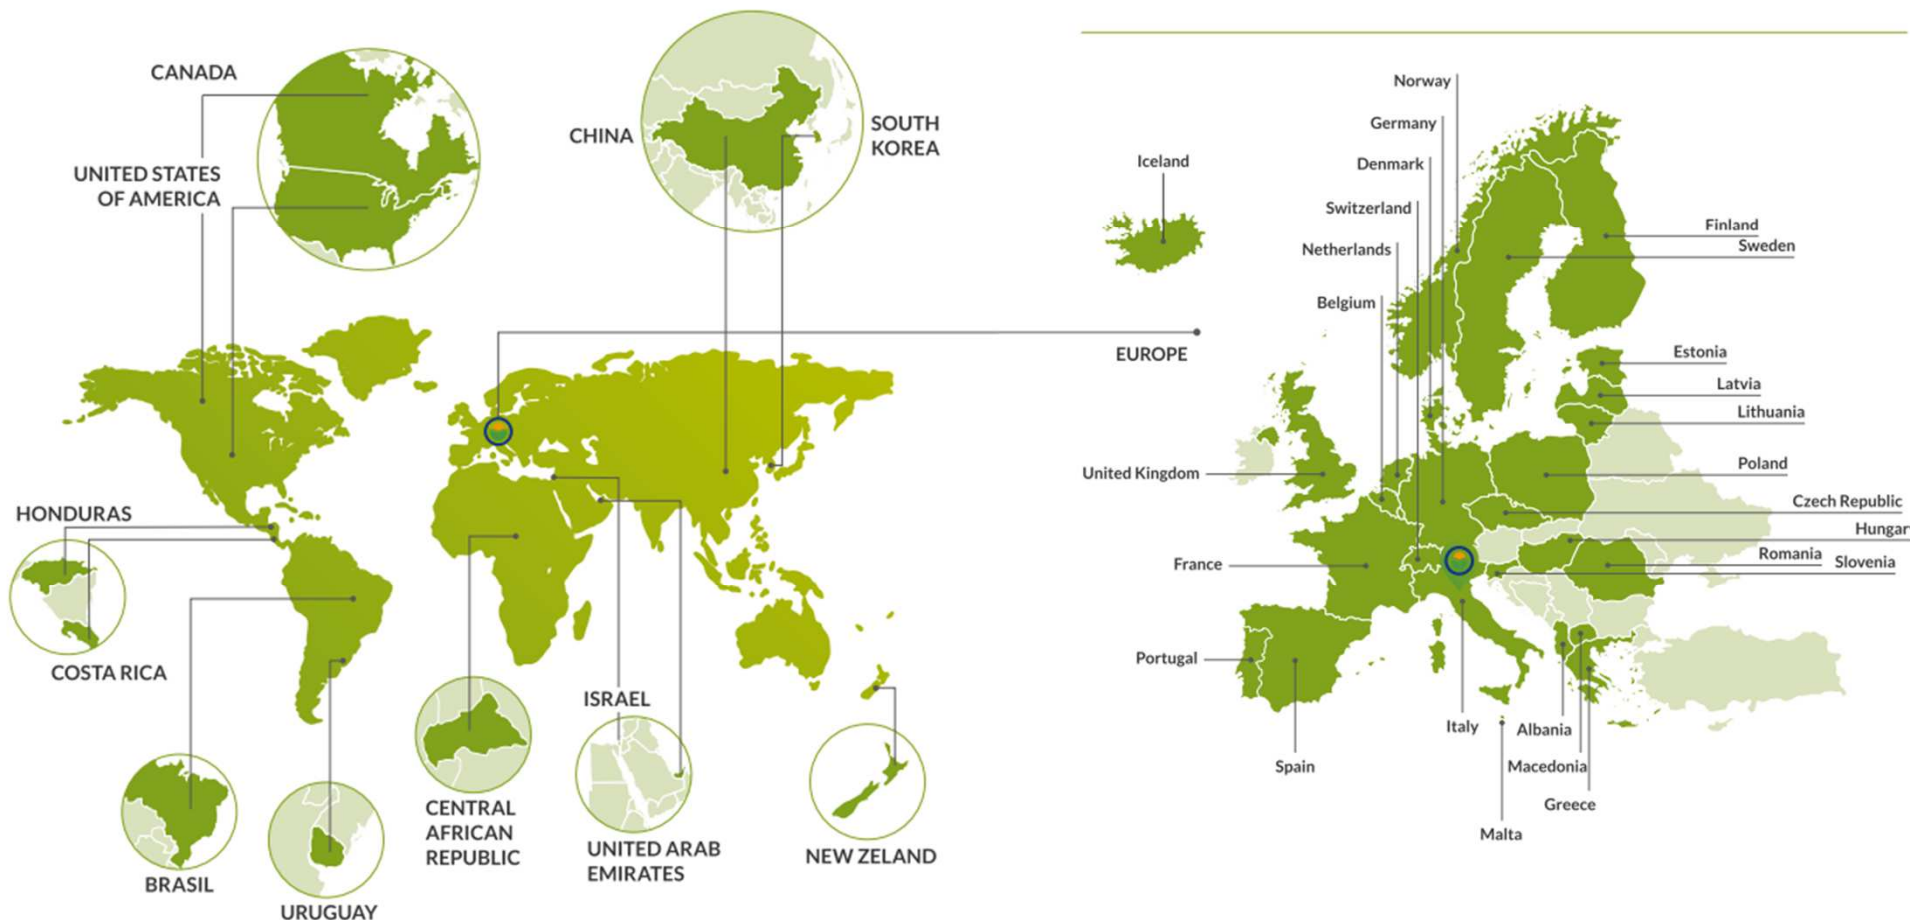 CANADA
UNITED STATES
OF AMERICA
CHINA
SOUTH
KOREA
EUROPE
HONDURAS
COSTA RICA
BRASIL
URUGUAY
CENTRAL
AFRICAN
REPUBLIC
ISRAEL
UNITED ARAB
EMIRATES
NEW ZELAND
Norway
Germany
Denmark
Iceland
Switzerland
Netherlands
Belgium
Finland
Sweden
Estonia
Latvia
Lithuania
United Kingdom
Poland
Czech Republic
Hungar
Romania
Slovenia
France
Portugal
Italy
Albania
Spain
Macedonia
Greece
Malta